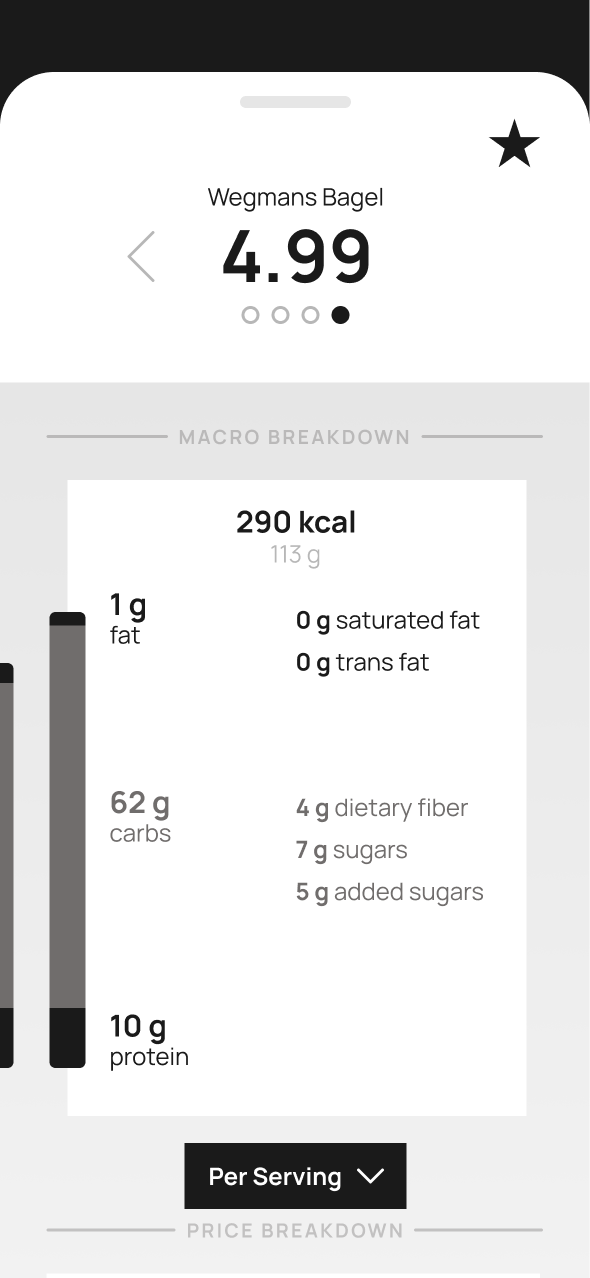 Wegmans Bagel
4.99
MACRO BREAKDOWN
290 kcal
113 g
1 g
fat
0 g saturated fat
0 g trans fat
62 g
carbs
4 g dietary fiber
7 g sugars
5 g added sugars
10 g
protein
Per Serving
PRICE BREAKDOWN